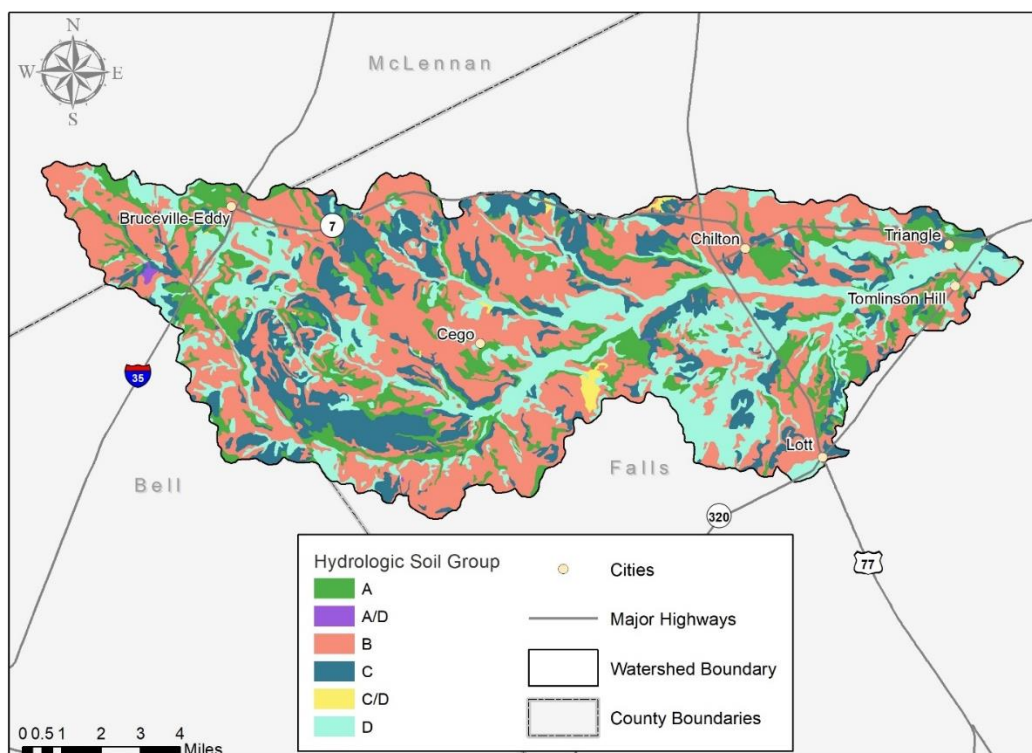 N
W E
S
McLennan
Bruceville-Eddy
7
Chilton
Triangle
Tomlinson Hill
Cego
35
Lott
Falls
Bell
320
77
Hydrologic Soil Group
A
A/D
B
C
C/D
D
Cities
Major Highways
Watershed Boundary
County Boundaries
0 0.5 1 2 3 4
Miles